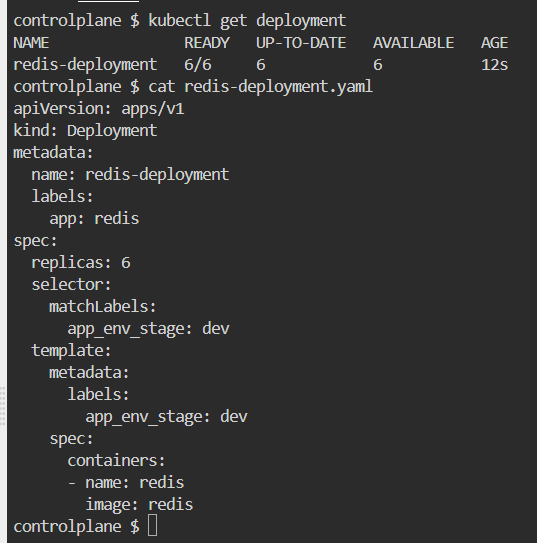 controlplane $ kubectl get deployment
NAME               READY   UP-TO-DATE   AVAILABLE   AGE
redis-deployment   6/6     6            6           12s
controlplane $ cat redis-deployment.yaml
apiVersion: apps/v1
kind: Deployment
metadata:
  name: redis-deployment
  labels:
    app: redis
spec:
  replicas: 6
  selector:
    matchLabels:
      app_env_stage: dev
  template:
    metadata:
      labels:
        app_env_stage: dev
    spec:
      containers:
      - name: redis
        image: redis
controlplane $